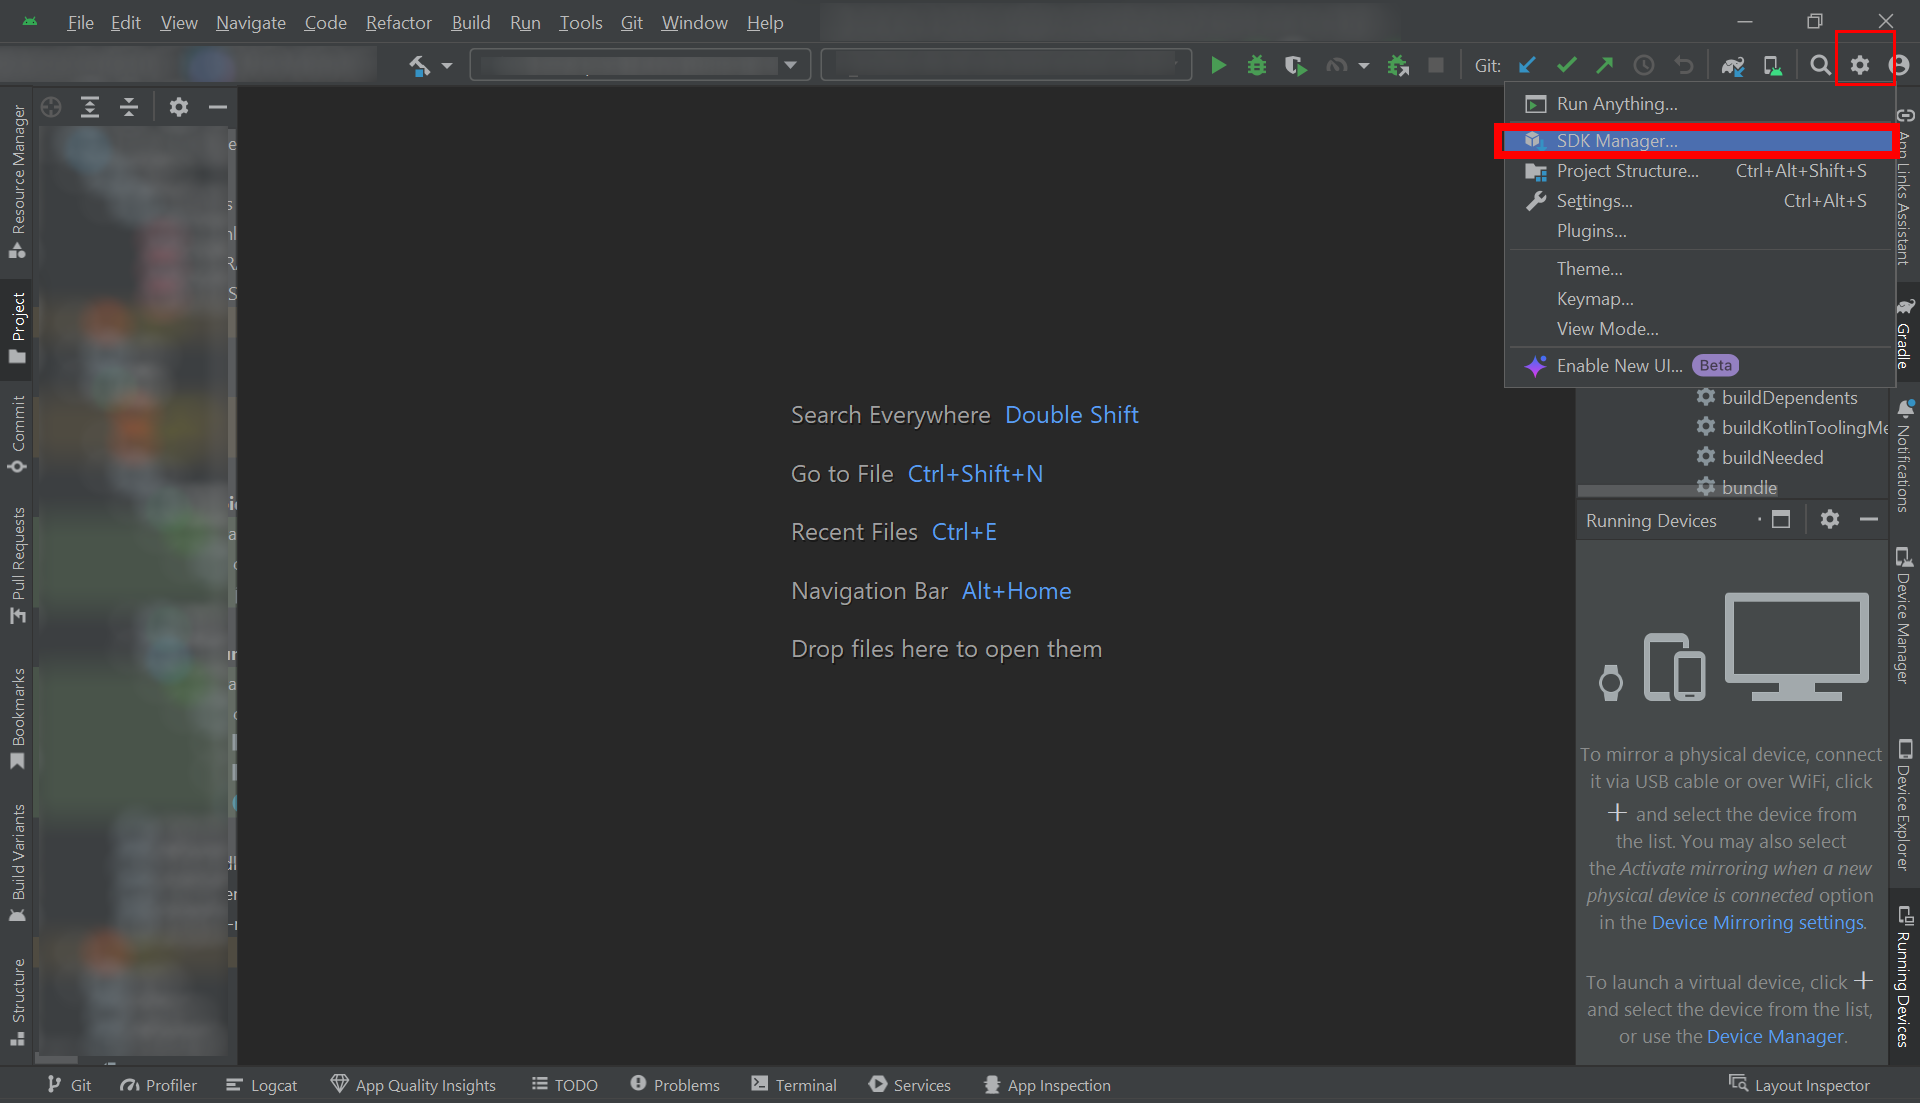 File Edit View Navigate Code Refactor Build Run Tools Git Window Help
Git:
Run Anything...
SDK Manager...
Project Structure... Ctrl+Alt+Shift+S
Settings... Ctrl+Alt+S
Plugins...
Theme...
Keymap...
View Mode...
Enable New UI... Beta
Resource Manager
Project
Commit
Pull Requests
Bookmarks
Build Variants
Structure
Search Everywhere Double Shift
Go to File Ctrl+Shift+N
Recent Files Ctrl+E
Navigation Bar Alt+Home
Drop files here to open them
buildDependents
buildKotlinToolingMe
buildNeeded
bundle
Running Devices
To mirror a physical device, connect
it via USB cable or over WiFi, click
+ and select the device from
the list. You may also select
the Activate mirroring when a new
physical device is connected option
in the Device Mirroring settings.
To launch a virtual device, click +
and select the device from the list,
or use the Device Manager.
App Links Assistant
Gradle
Notifications
Device Manager
Device Explorer
Running Devices
Git Profiler Logcat App Quality Insights TODO Problems Terminal Services App Inspection Layout Inspector